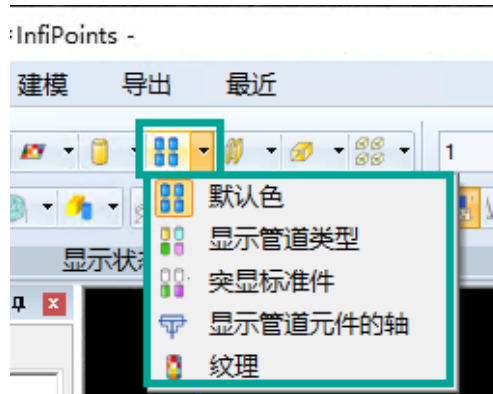 InfiPoints -
建模 导出 最近
1
默认色
显示状
显示管道类型
突显标准件
显示管道元件的轴
纹理